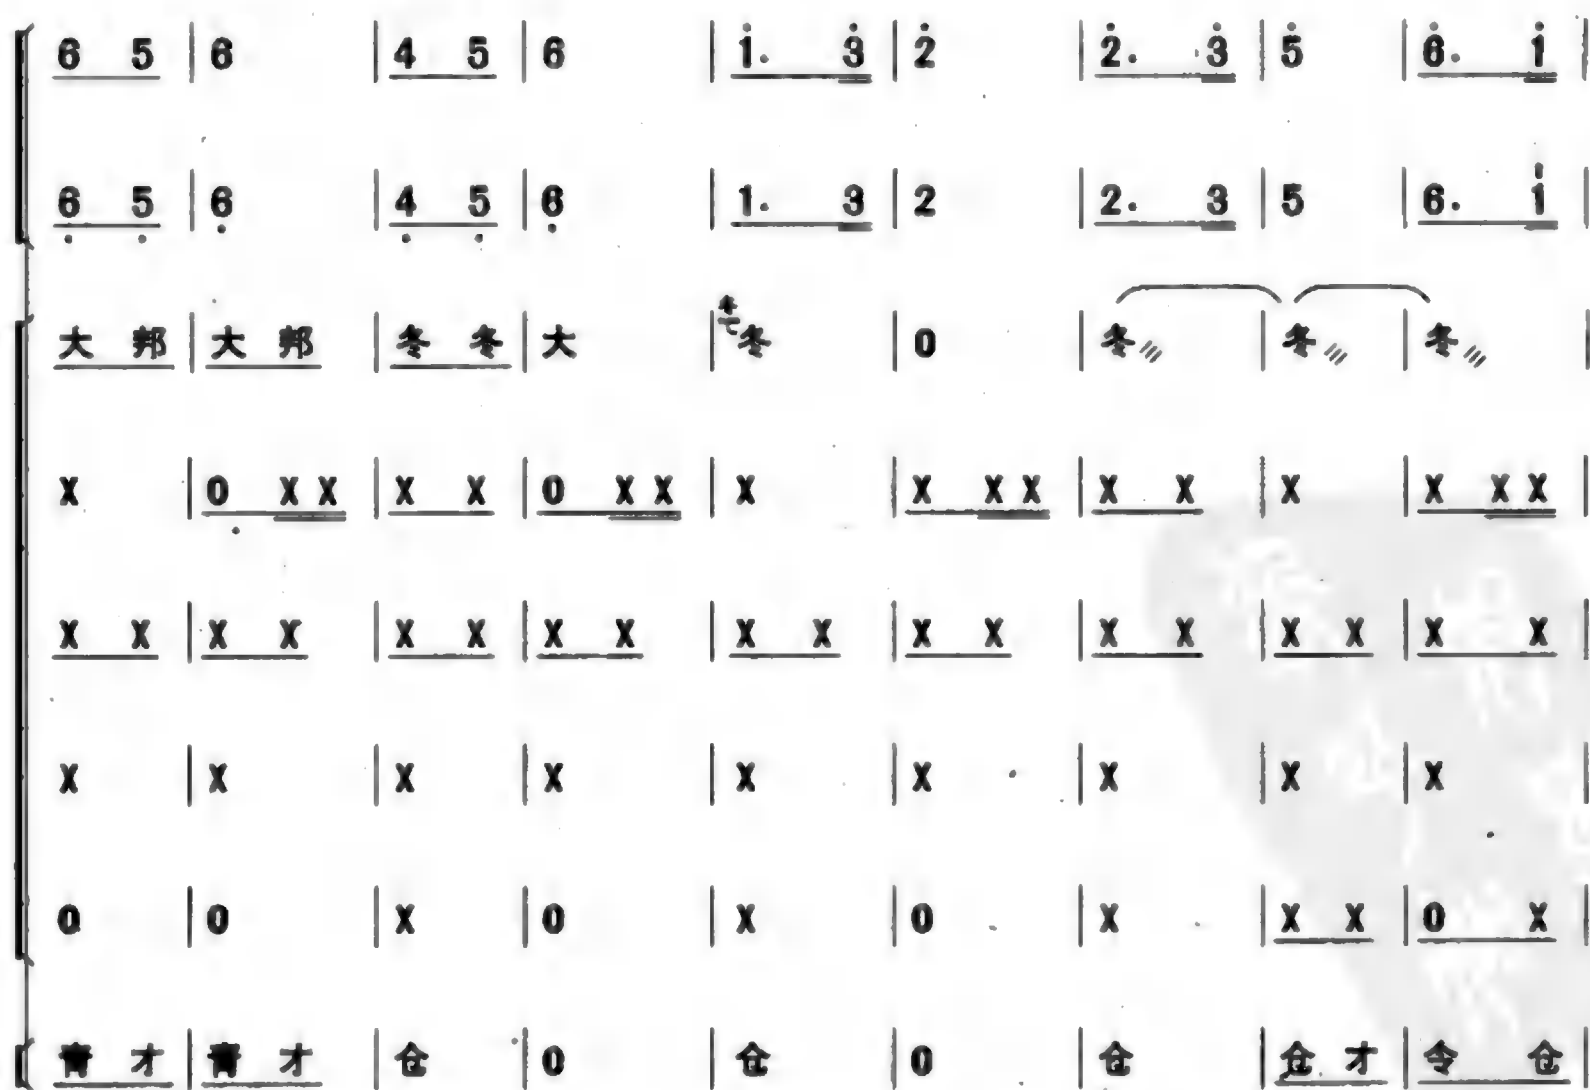 6 5 | 6 | 4 5 | 6 | i. 3̇ | 2̇ | 2̇. 3̇ | 5̇ | 6̇. i |
6̣ 5̣ | 6̣ | 4̣ 5̣ | 6̣ | 1. 3 | 2 | 2. 3 | 5 | 6. i |
大 邦 | 大 邦 | 冬 冬 | 大 | 冬 | 0 | 冬 | 冬 | 冬 |
X | 0 X X | X X | 0 X X | X | X X X | X X | X | X X X |
X X | X X | X X | X X | X X | X X | X X | X X | X X |
X | X | X | X | X | X | X | X | X |
0 | 0 | X | 0 | X | 0 | X | X X | 0 X |
青 才 | 青 才 | 仓 | 0 | 仓 | 0 | 仓 | 仓 才 | 令 仓 |